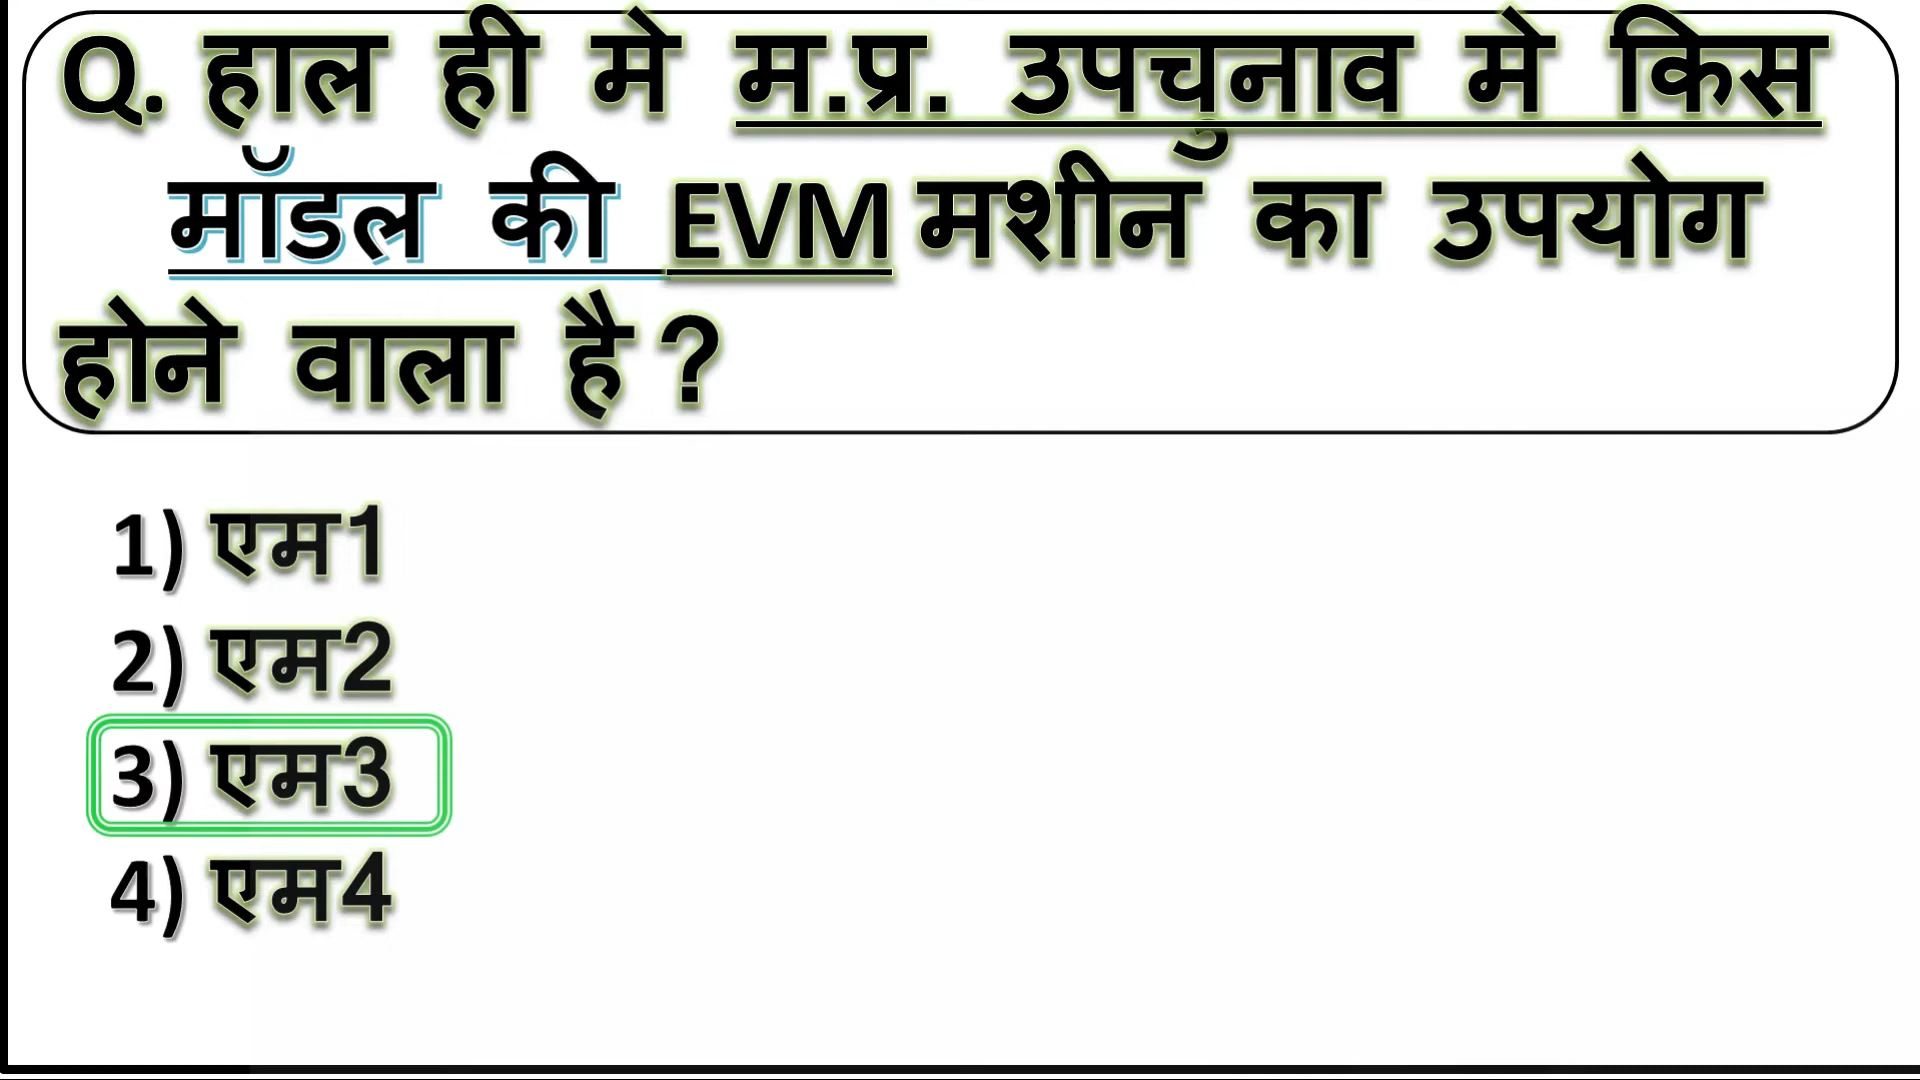 Q. हाल ही मे म.प्र. उपचुनाव मे किस
मॉडल की EVM मशीन का उपयोग
होने वाला है ?
1) एम1
2) एम2
3) एम3
4) एम4